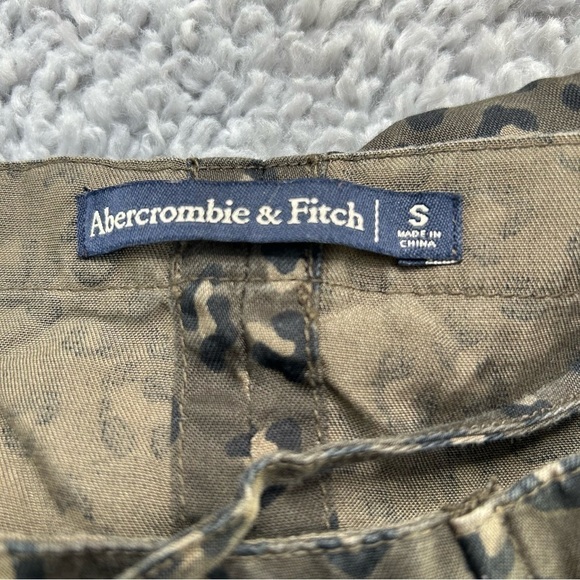 Abercrombie & Fitch
S
MADE IN
CHINA